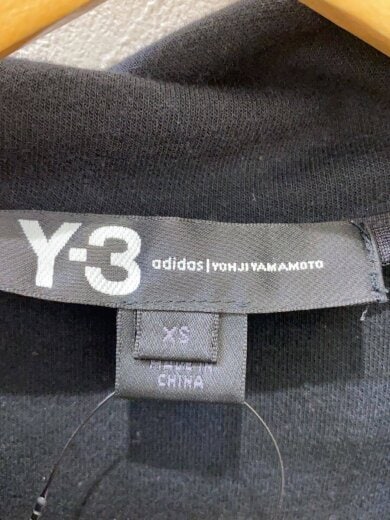 Y-3 adidas | YOHJI YAMAMOTO
XS
MADE IN
CHINA